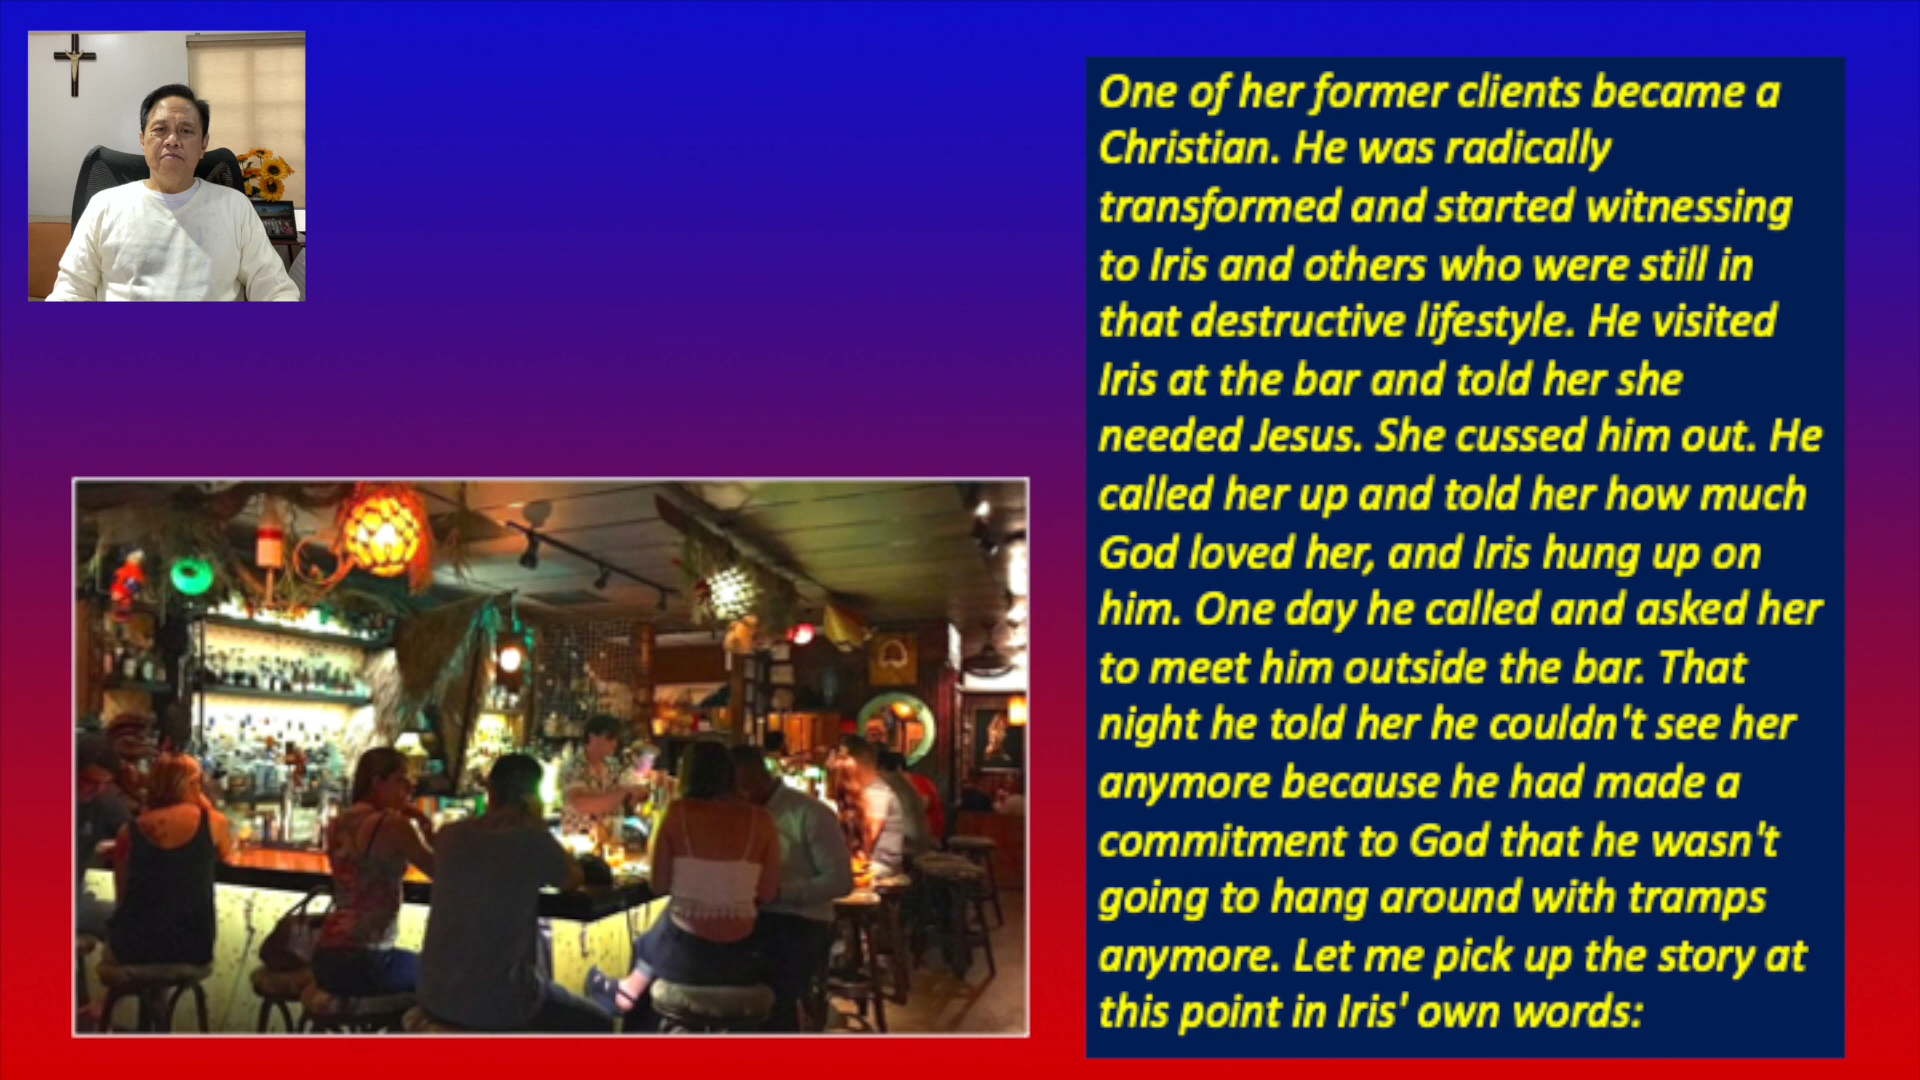 One of her former clients became a
Christian. He was radically
transformed and started witnessing
to Iris and others who were still in
that destructive lifestyle. He visited
Iris at the bar and told her she
needed Jesus. She cussed him out. He
called her up and told her how much
God loved her, and Iris hung up on
him. One day he called and asked her
to meet him outside the bar. That
night he told her he couldn't see her
anymore because he had made a
commitment to God that he wasn't
going to hang around with tramps
anymore. Let me pick up the story at
this point in Iris' own words: